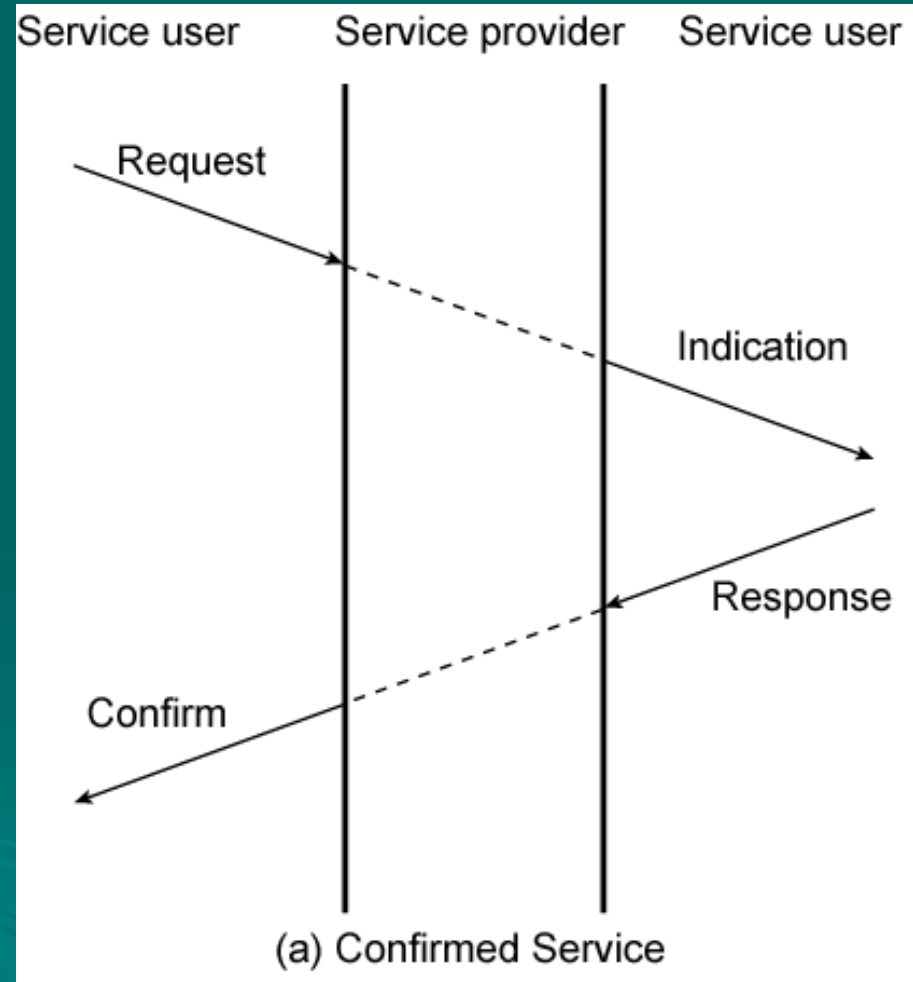 Service user Service provider Service user
Request
Indication
Response
Confirm
(a) Confirmed Service